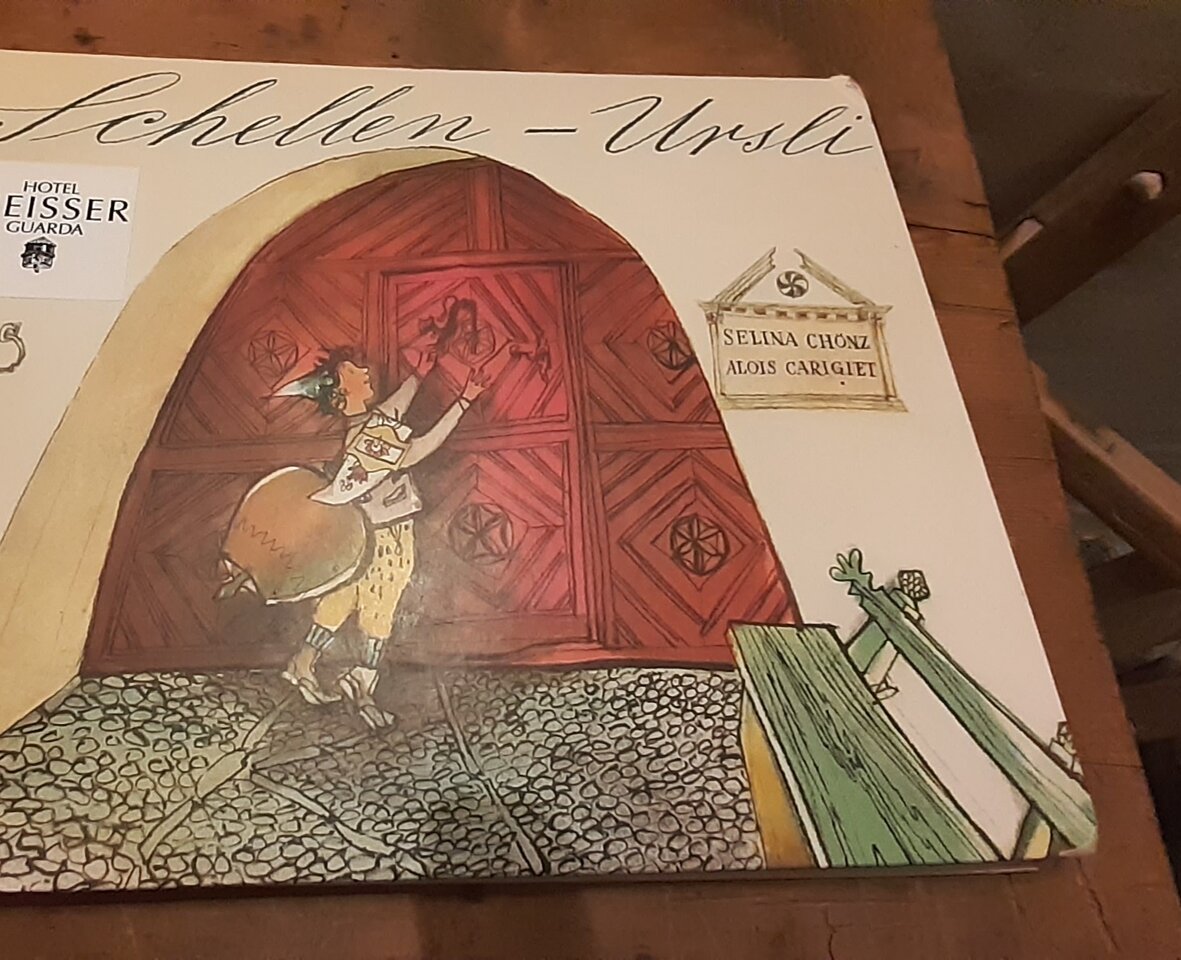 Schellen - Ursli
HOTEL
EISSER
GUARDA
SELINA CHÖNZ
ALOIS CARIGIET